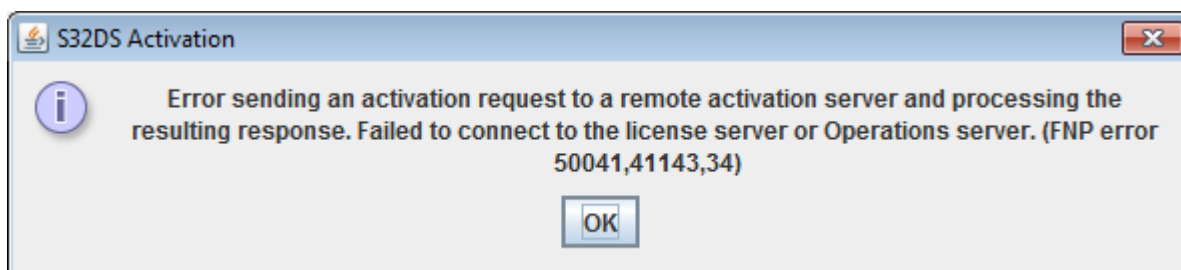 S32DS Activation
Error sending an activation request to a remote activation server and processing the
resulting response. Failed to connect to the license server or Operations server. (FNP error
50041,41143,34)
OK